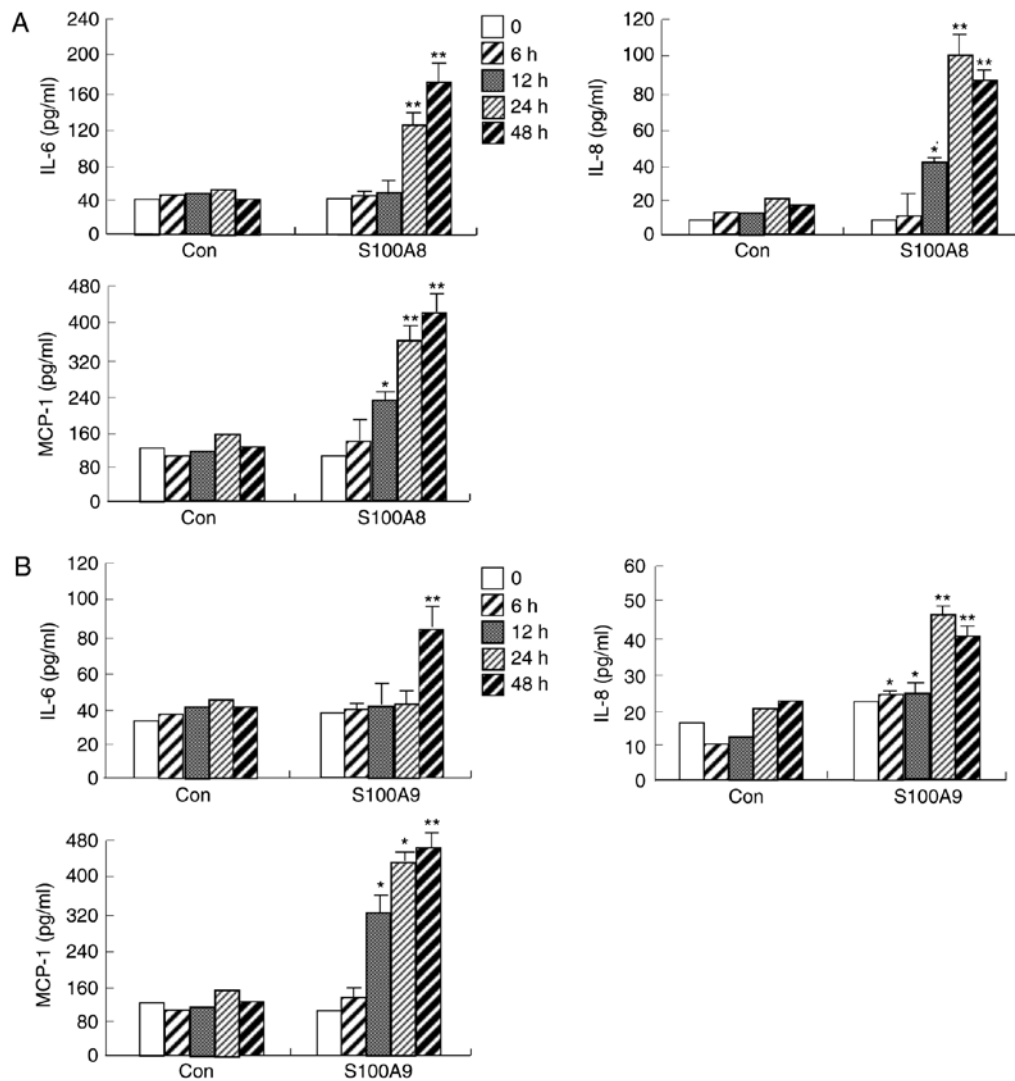 A
IL-6 (pg/ml)
240
200
160
120
80
40
0
**
**
Con
S100A8
0
6 h
12 h
24 h
48 h
IL-8 (pg/ml)
120
100
80
60
40
20
0
**
**
*
Con
S100A8
MCP-1 (pg/ml)
480
400
320
240
160
80
0
**
**
*
Con
S100A8
B
IL-6 (pg/ml)
120
100
80
60
40
20
0
**
Con
S100A9
0
6 h
12 h
24 h
48 h
IL-8 (pg/ml)
60
50
40
30
20
10
0
**
**
*
*
Con
S100A9
MCP-1 (pg/ml)
480
400
320
240
160
80
0
**
*
*
Con
S100A9